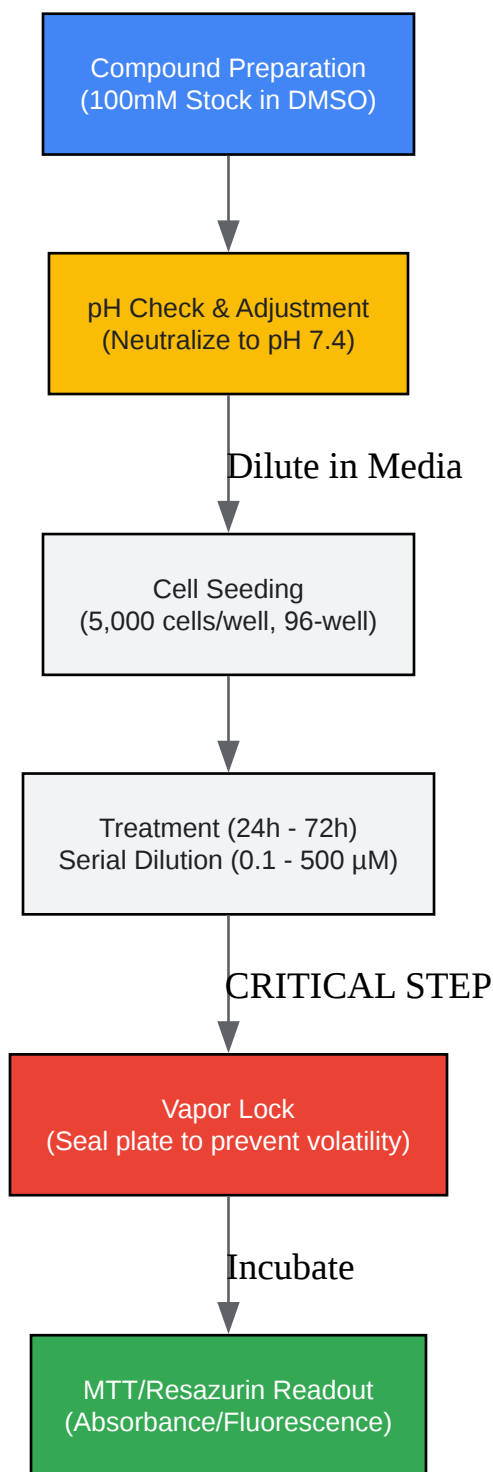 Compound Preparation
(100mM Stock in DMSO)
pH Check & Adjustment
(Neutralize to pH 7.4)
Dilute in Media
Cell Seeding
(5,000 cells/well, 96-well)
Treatment (24h - 72h)
Serial Dilution (0.1 - 500 µM)
CRITICAL STEP
Vapor Lock
(Seal plate to prevent volatility)
Incubate
MTT/Resazurin Readout
(Absorbance/Fluorescence)